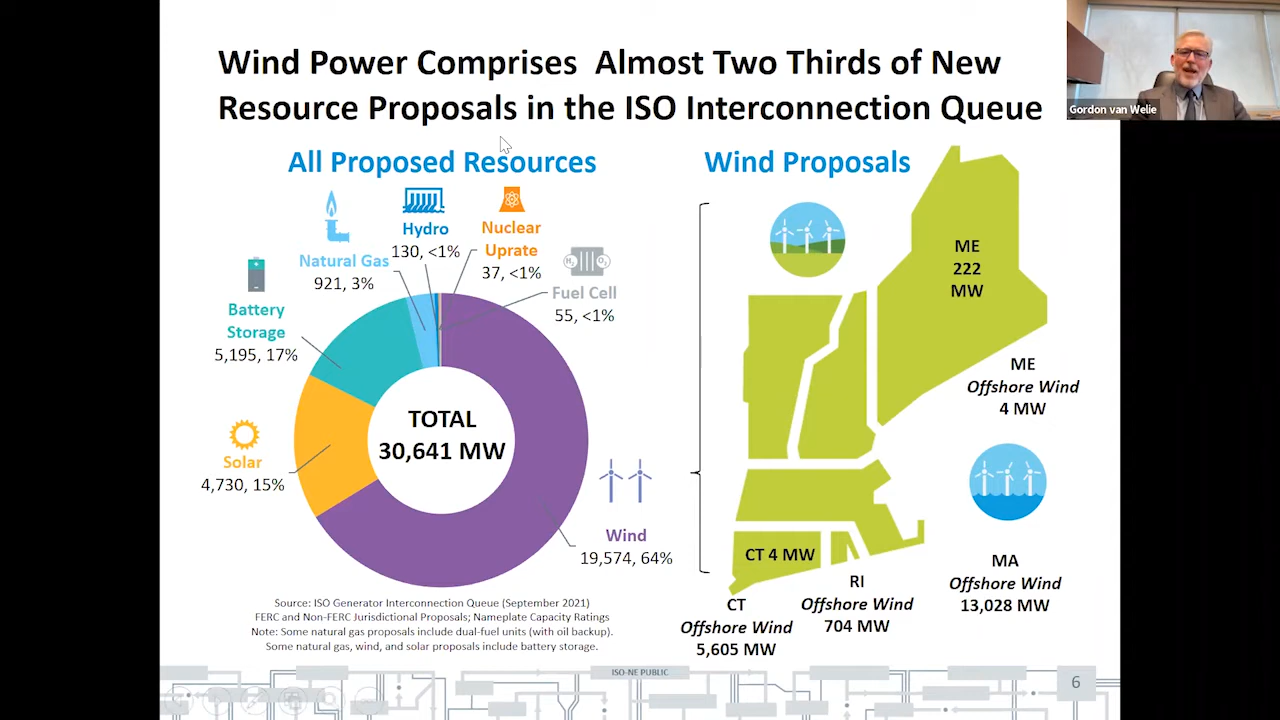 Wind Power Comprises Almost Two Thirds of New
Resource Proposals in the ISO Interconnection Queue
Gordon van Welie
All Proposed Resources
Wind Proposals
Hydro
130, <1%
Nuclear
Uprate
37, <1%
Natural Gas
921, 3%
H₂
O₂
Fuel Cell
55, <1%
Battery
Storage
5,195, 17%
TOTAL
30,641 MW
Solar
4,730, 15%
Wind
19,574, 64%
ME
222
MW
ME
Offshore Wind
4 MW
CT 4 MW
MA
Offshore Wind
13,028 MW
RI
Offshore Wind
704 MW
CT
Offshore Wind
5,605 MW
Source: ISO Generator Interconnection Queue (September 2021)
FERC and Non-FERC Jurisdictional Proposals; Nameplate Capacity Ratings
Note: Some natural gas proposals include dual-fuel units (with oil backup).
Some natural gas, wind, and solar proposals include battery storage.
ISO-NE PUBLIC
6